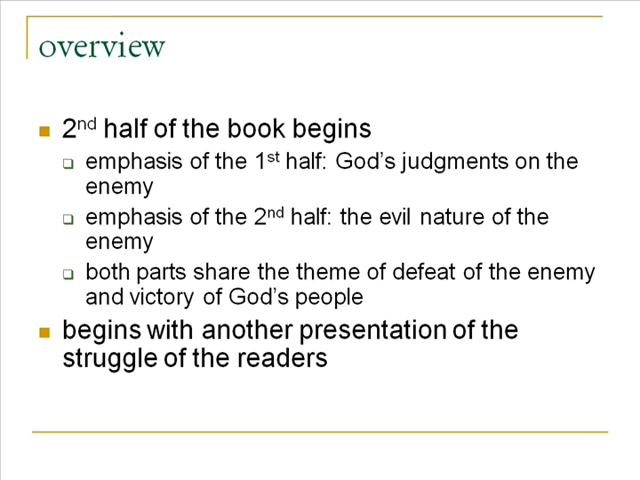 overview
2nd half of the book begins
emphasis of the 1st half: God's judgments on the
enemy
emphasis of the 2nd half: the evil nature of the
enemy
both parts share the theme of defeat of the enemy
and victory of God's people
begins with another presentation of the
struggle of the readers